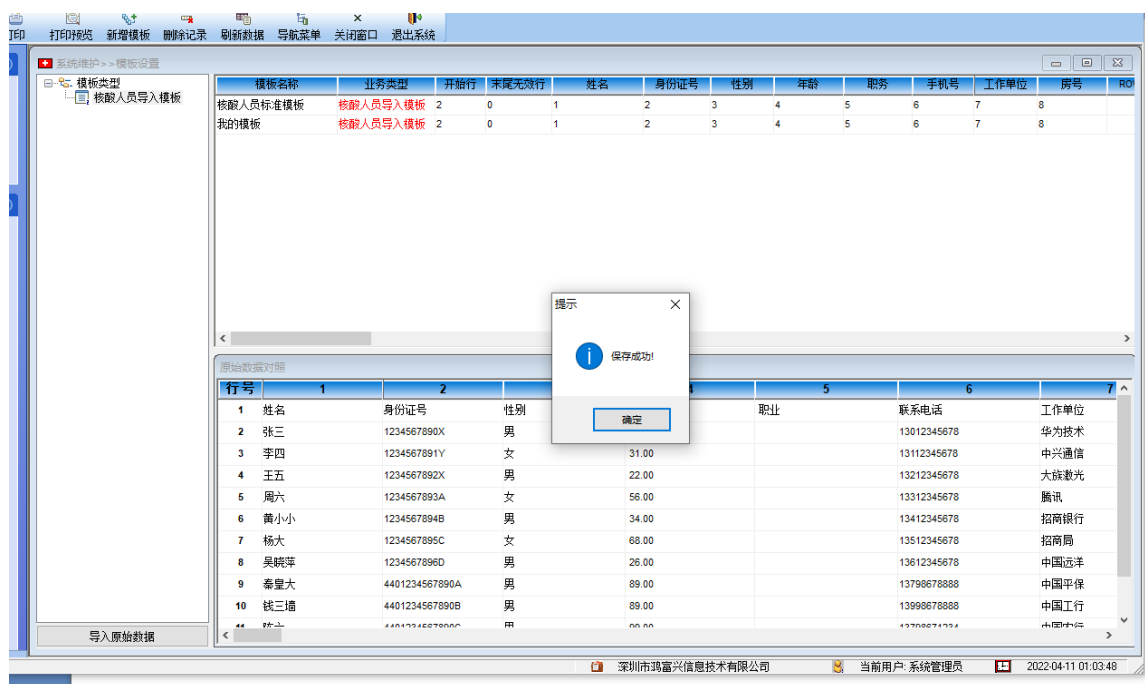 打印预览 新增模板 删除记录 刷新数据 导航菜单 关闭窗口 退出系统
系统维护>>模板设置
模板类型
核酸人员导入模板
模板名称 业务类型 开始行 末尾无效行 姓名 身份证号 性别 年龄 职务 手机号 工作单位 房号
核酸人员标准模板 核酸人员导入模板 2 0 1 2 3 4 5 6 7 8
我的模板 核酸人员导入模板 2 0 1 2 3 4 5 6 7 8
提示
保存成功!
确定
原始数据对照
行号 1 2 5 6 7
1 姓名 身份证号 性别 职业 联系电话 工作单位
2 张三 1234567890X 男 13012345678 华为技术
3 李四 1234567891Y 女 31.00 13112345678 中兴通信
4 王五 1234567892X 男 22.00 13212345678 大族激光
5 周六 1234567893A 女 56.00 13312345678 腾讯
6 黄小小 1234567894B 男 34.00 13412345678 招商银行
7 杨大 1234567895C 女 68.00 13512345678 招商局
8 吴晓萍 1234567896D 男 26.00 13612345678 中国远洋
9 秦皇大 4401234567890A 男 89.00 13798678888 中国平保
10 钱三墙 4401234567890B 男 89.00 13998678888 中国工行
导入原始数据
深圳市鸿富兴信息技术有限公司 当前用户: 系统管理员 2022-04-11 01:03:48